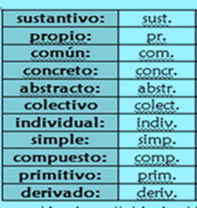 sustantivo: sust.
propio: pr.
común: com.
concreto: concr.
abstracto: abstr.
colectivo colect.
individual: indiv.
simple: simp.
compuesto: comp.
primitivo: prim.
derivado: deriv.